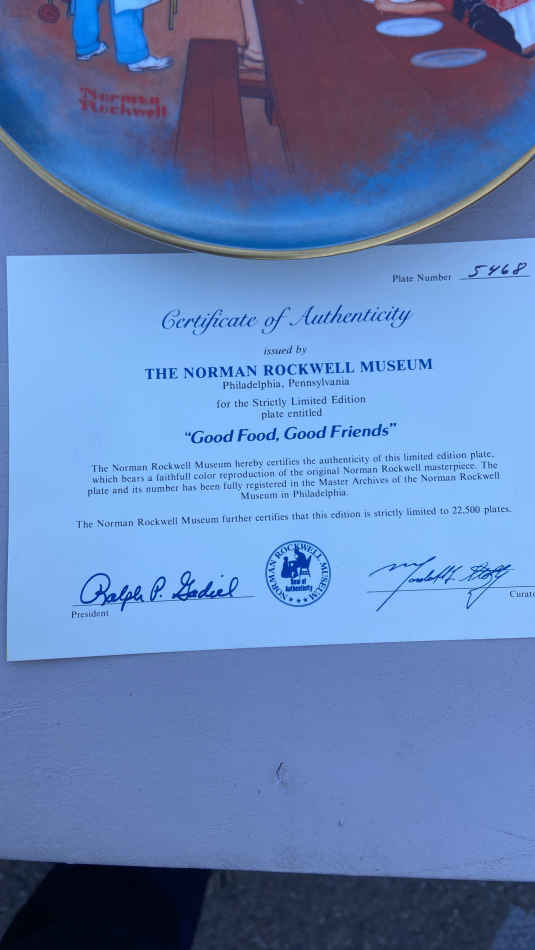 Norman
Rockwell
Plate Number 5468
Certificate of Authenticity
issued by
THE NORMAN ROCKWELL MUSEUM
Philadelphia, Pennsylvania
for the Strictly Limited Edition
plate entitled
“Good Food, Good Friends”
The Norman Rockwell Museum hereby certifies the authenticity of this limited edition plate,
which bears a faithfull color reproduction of the original Norman Rockwell masterpiece. The
plate and its number has been fully registered in the Master Archives of the Norman Rockwell
Museum in Philadelphia.
The Norman Rockwell Museum further certifies that this edition is strictly limited to 22,500 plates.
NORMAN ROCKWELL MUSEUM
Seal of
Authenticity
Ralph P. Gadiel
President
Curato